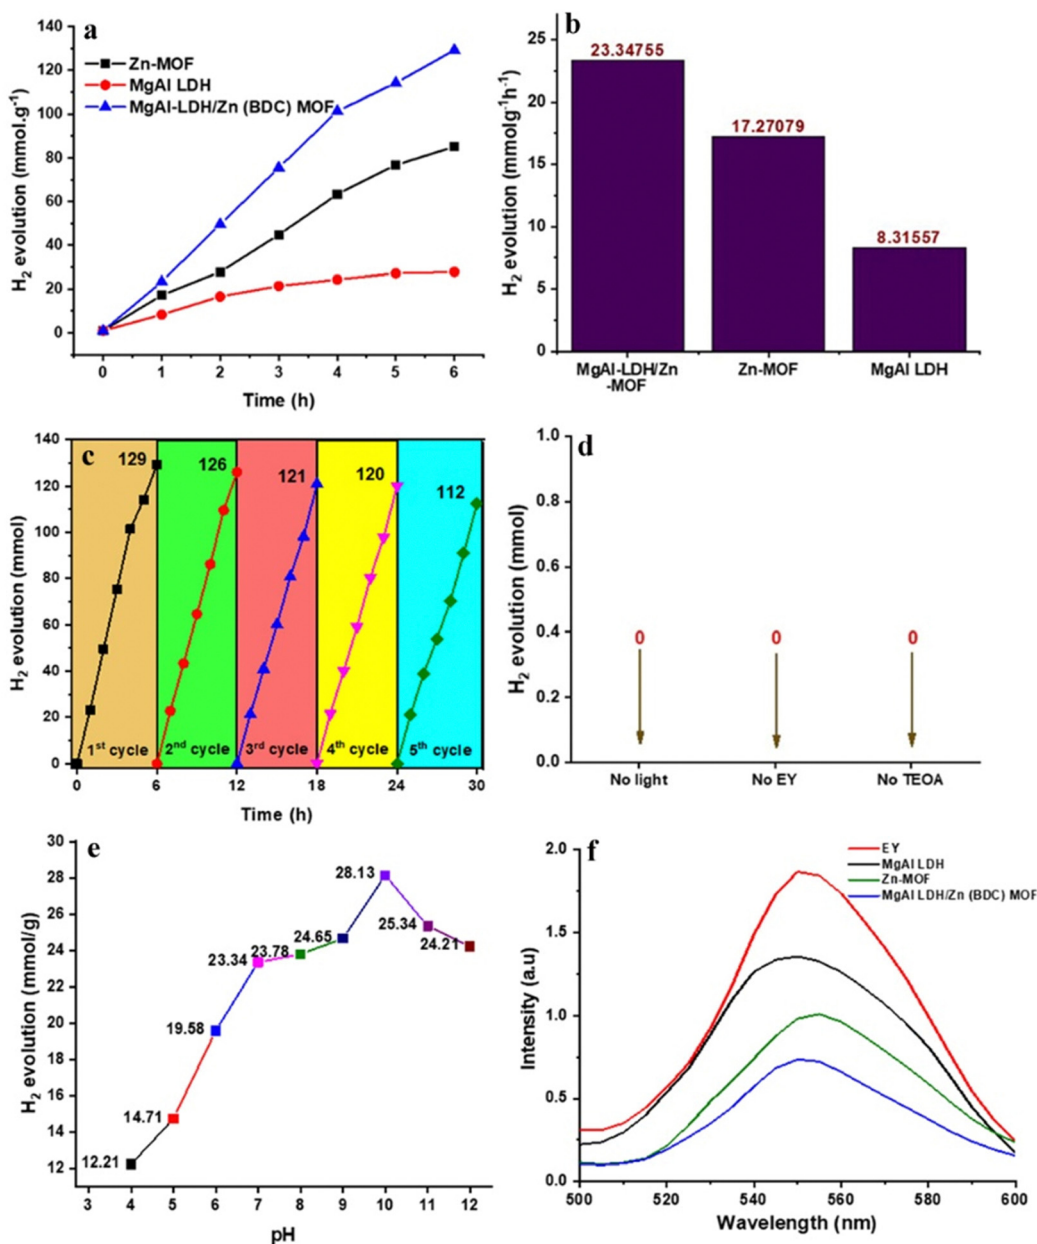 a
H2 evolution (mmol.g-1)
140
120
100
80
60
40
20
0
Zn-MOF
MgAl LDH
MgAl-LDH/Zn (BDC) MOF
0 1 2 3 4 5 6
Time (h)
b
H2 evolution (mmolg-1h-1)
25
20
15
10
5
0
23.34755
17.27079
8.31557
MgAl-LDH/Zn
-MOF
Zn-MOF
MgAl LDH
c
H2 evolution (mmol)
140
120
100
80
60
40
20
0
129
126
121
120
112
1st cycle
2nd cycle
3rd cycle
4th cycle
5th cycle
0 6 12 18 24 30
Time (h)
d
H2 evolution (mmol)
1.0
0.8
0.6
0.4
0.2
0.0
0
0
0
No light
No EY
No TEOA
e
H2 evolution (mmol/g)
30
28
26
24
22
20
18
16
14
12
12.21
14.71
19.58
23.34
23.78
24.65
28.13
25.34
24.21
3 4 5 6 7 8 9 10 11 12
pH
f
Intensity (a.u)
2.0
1.5
1.0
0.5
0.0
EY
MgAl LDH
Zn-MOF
MgAl LDH/Zn (BDC) MOF
500 520 540 560 580 600
Wavelength (nm)